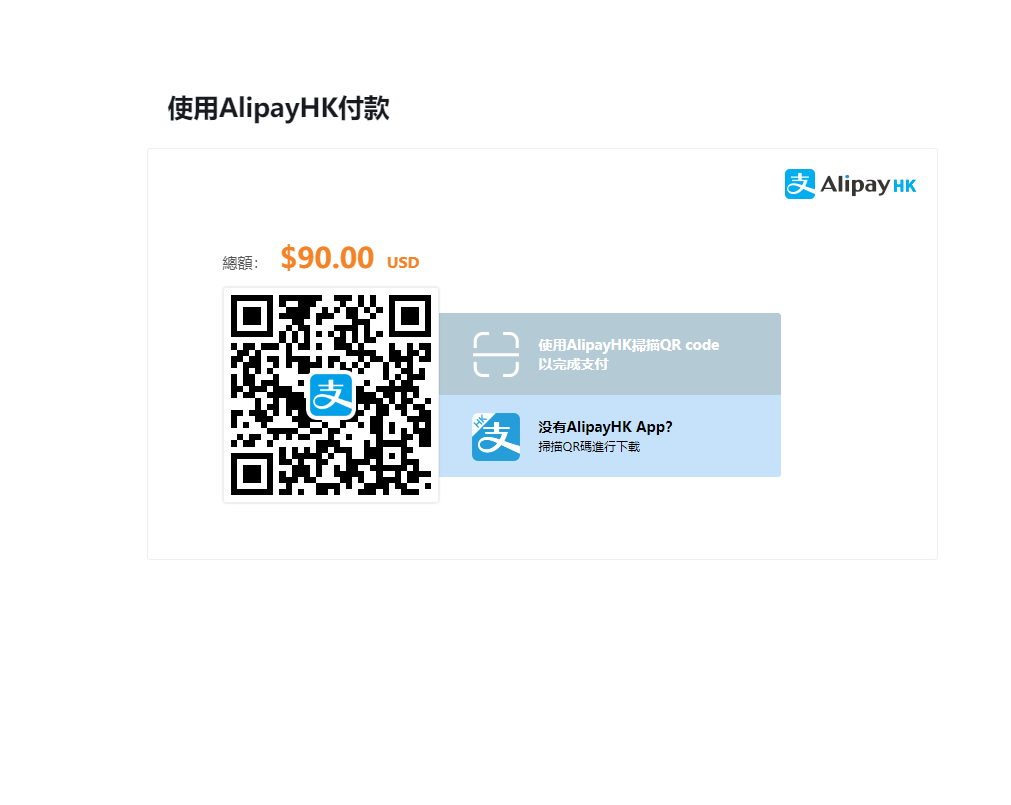 使用AlipayHK付款
支 Alipay HK
總額： $90.00 USD
支
使用AlipayHK掃描QR code
以完成支付
HK
支
没有AlipayHK App?
掃描QR碼進行下載